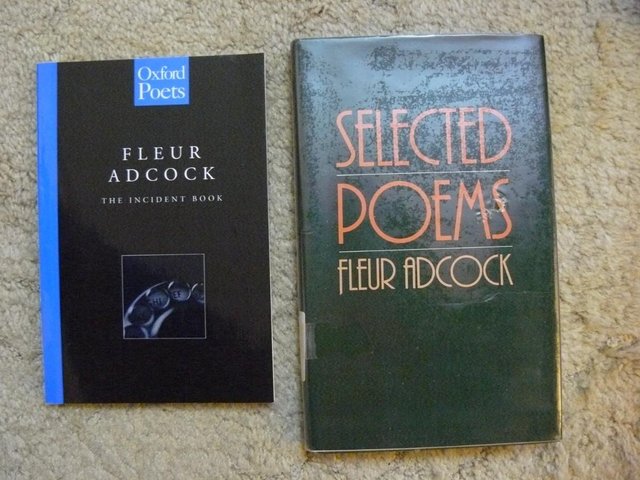 Oxford
Poets
FLEUR
ADCOCK
THE INCIDENT BOOK
SELECTED
POEMS
FLEUR ADCOCK